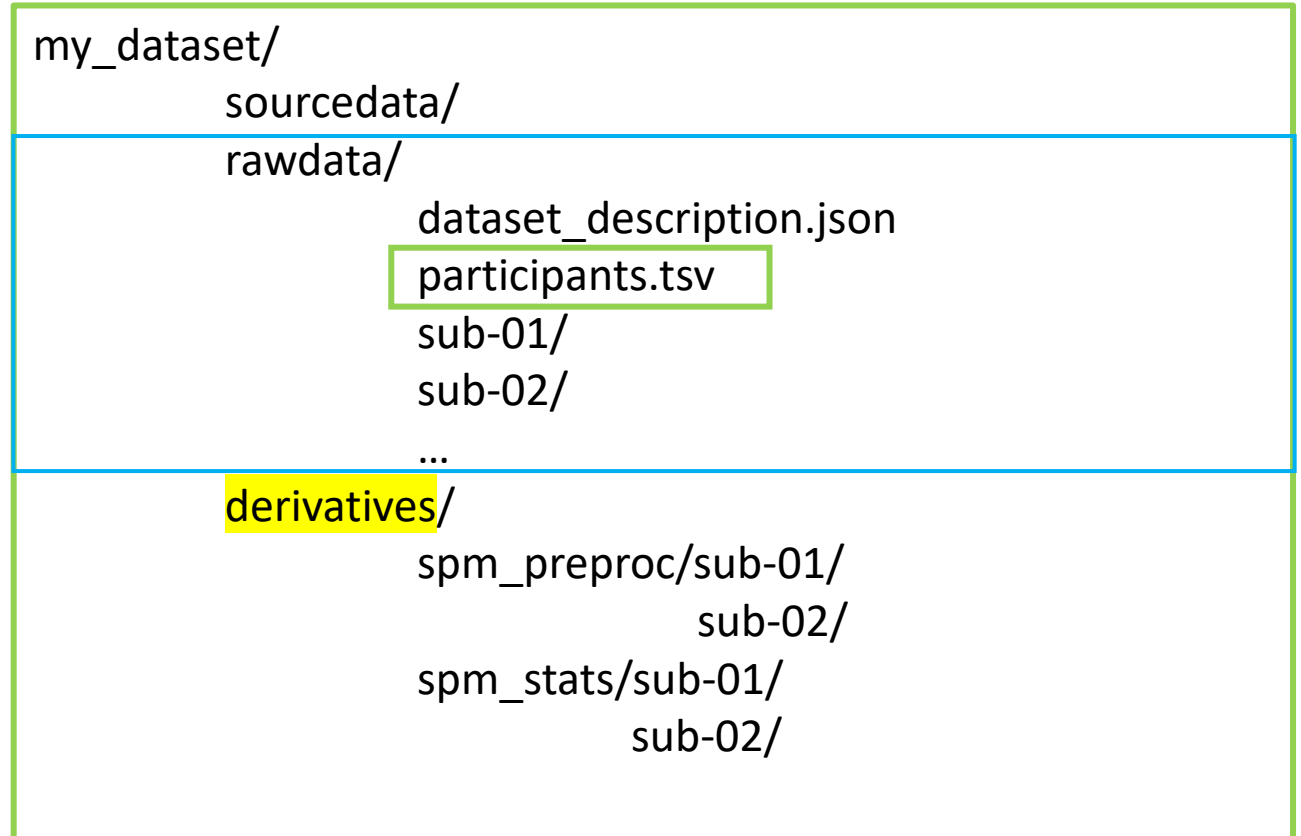 my_dataset/
sourcedata/
rawdata/
dataset_description.json
participants.tsv
sub-01/
sub-02/
…
derivatives/
spm_preproc/sub-01/
sub-02/
spm_stats/sub-01/
sub-02/